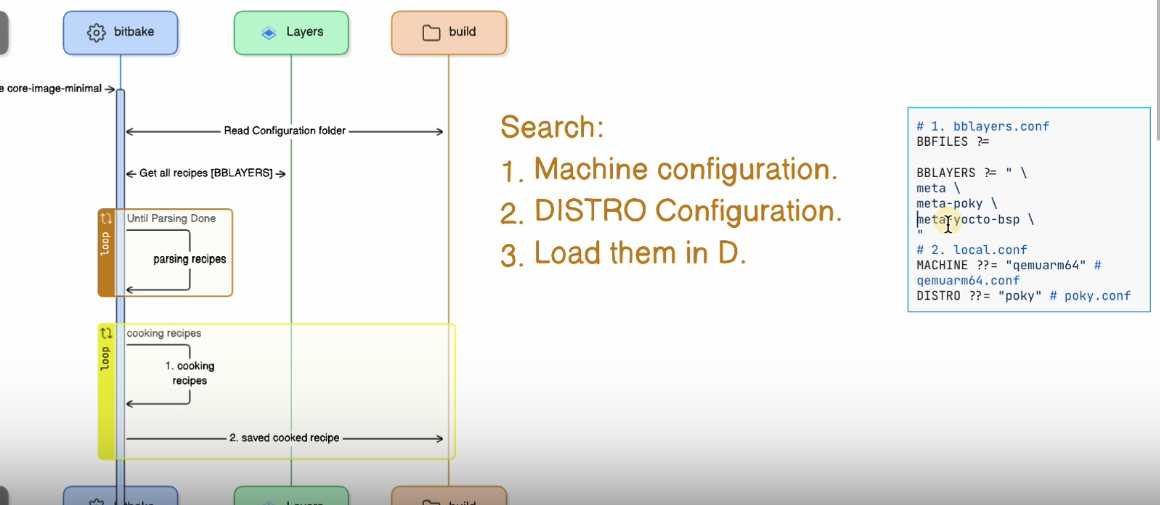 bitbake
Layers
build
e core-image-minimal
Read Configuration folder
Get all recipes [BBLAYERS]
loop
Until Parsing Done
parsing recipes
loop
cooking recipes
1. cooking
recipes
2. saved cooked recipe
Search:
1. Machine configuration.
2. DISTRO Configuration.
3. Load them in D.
# 1. bblayers.conf
BBFILES ?=
BBLAYERS ?= " \
meta \
meta-poky \
meta-yocto-bsp \
"
# 2. local.conf
MACHINE ??= "qemuarm64" #
qemuarm64.conf
DISTRO ??= "poky" # poky.conf
bitbake
Layers
build